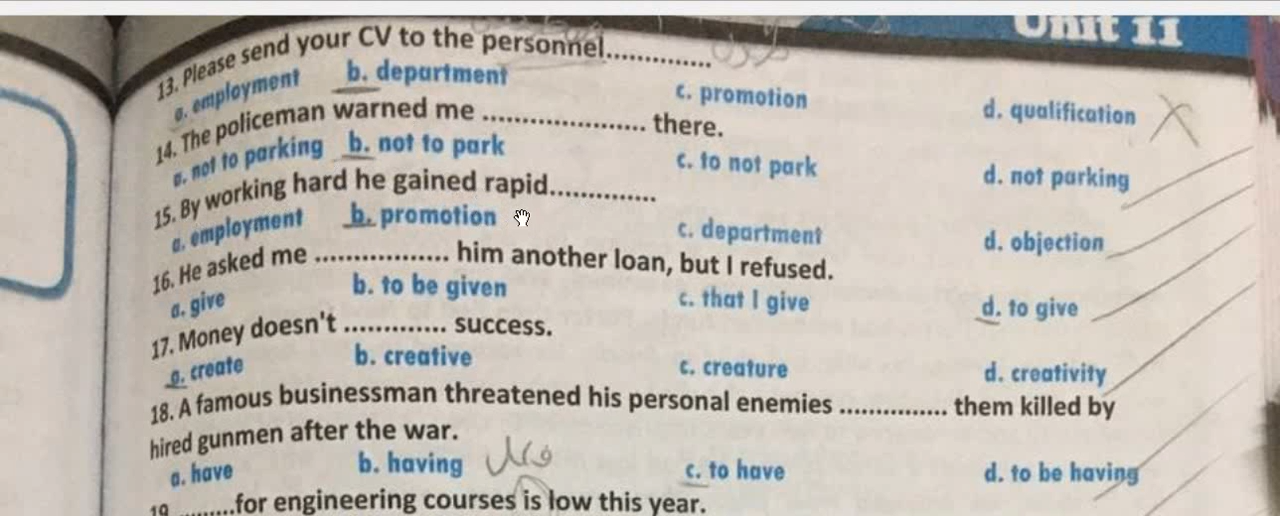 Unit 11
13. Please send your CV to the personnel..............
a. employment b. department c. promotion d. qualification
14. The policeman warned me ..................... there.
a. not to parking b. not to park c. to not park d. not parking
15. By working hard he gained rapid.............
a. employment b. promotion c. department d. objection
16. He asked me ................. him another loan, but I refused.
a. give b. to be given c. that I give d. to give
17. Money doesn't ............. success.
a. create b. creative c. creature d. creativity
18. A famous businessman threatened his personal enemies ............... them killed by
hired gunmen after the war.
a. have b. having c. to have d. to be having
19 ........for engineering courses is low this year.